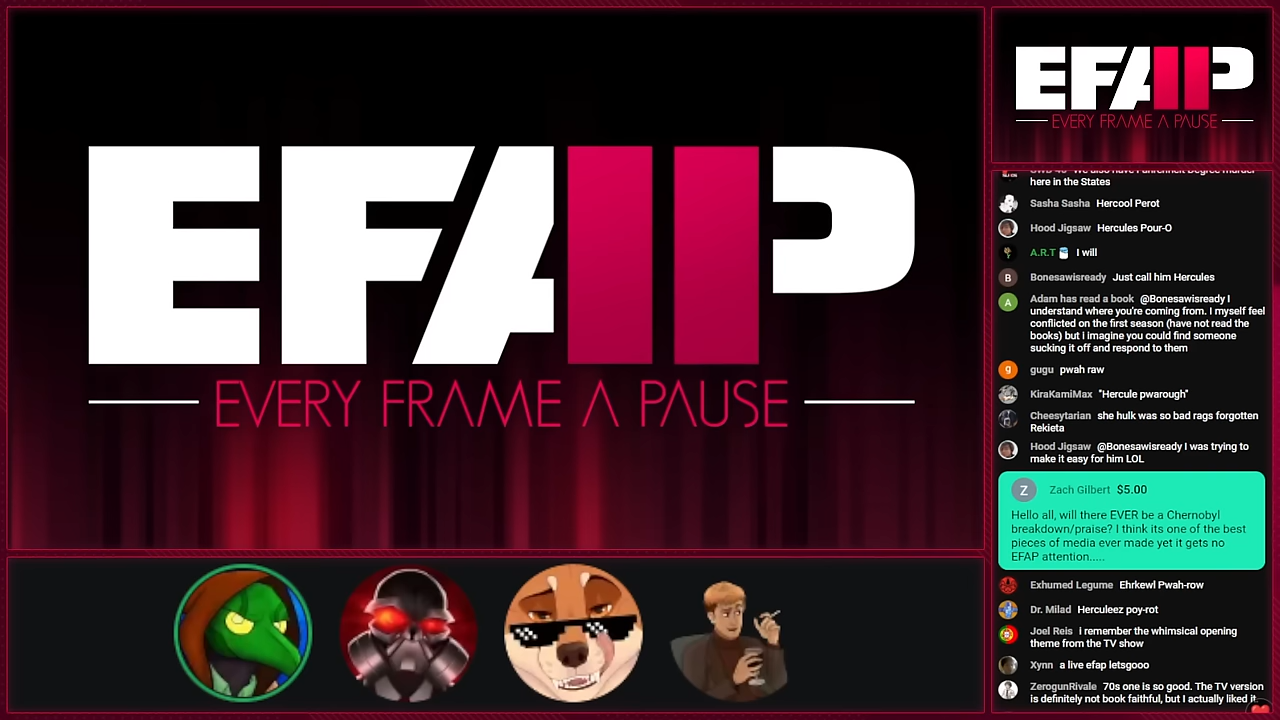 EFAP
EVERY FRAME A PAUSE
EFAP
EVERY FRAME A PAUSE
here in the States
Sasha Sasha Hercool Perot
Hood Jigsaw Hercules Pour-O
A.R.T I will
B
Bonesawisready Just call him Hercules
A
Adam has read a book @Bonesawisready I
understand where you're coming from. I myself feel
conflicted on the first season (have not read the
books) but i imagine you could find someone
sucking it off and respond to them
g
gugu pwah raw
KiraKamiMax "Hercule pwarough"
Cheesytarian she hulk was so bad rags forgotten
Rekieta
Hood Jigsaw @Bonesawisready I was trying to
make it easy for him LOL
Z
Zach Gilbert $5.00
Hello all, will there EVER be a Chernobyl
breakdown/praise? I think its one of the best
pieces of media ever made yet it gets no
EFAP attention.....
Exhumed Legume Ehrkewl Pwah-row
Dr. Milad Herculeez poy-rot
Joel Reis i remember the whimsical opening
theme from the TV show
Xynn a live efap letsgooo
ZerogunRivale 70s one is so good. The TV version
is definitely not book faithful, but I actually liked it